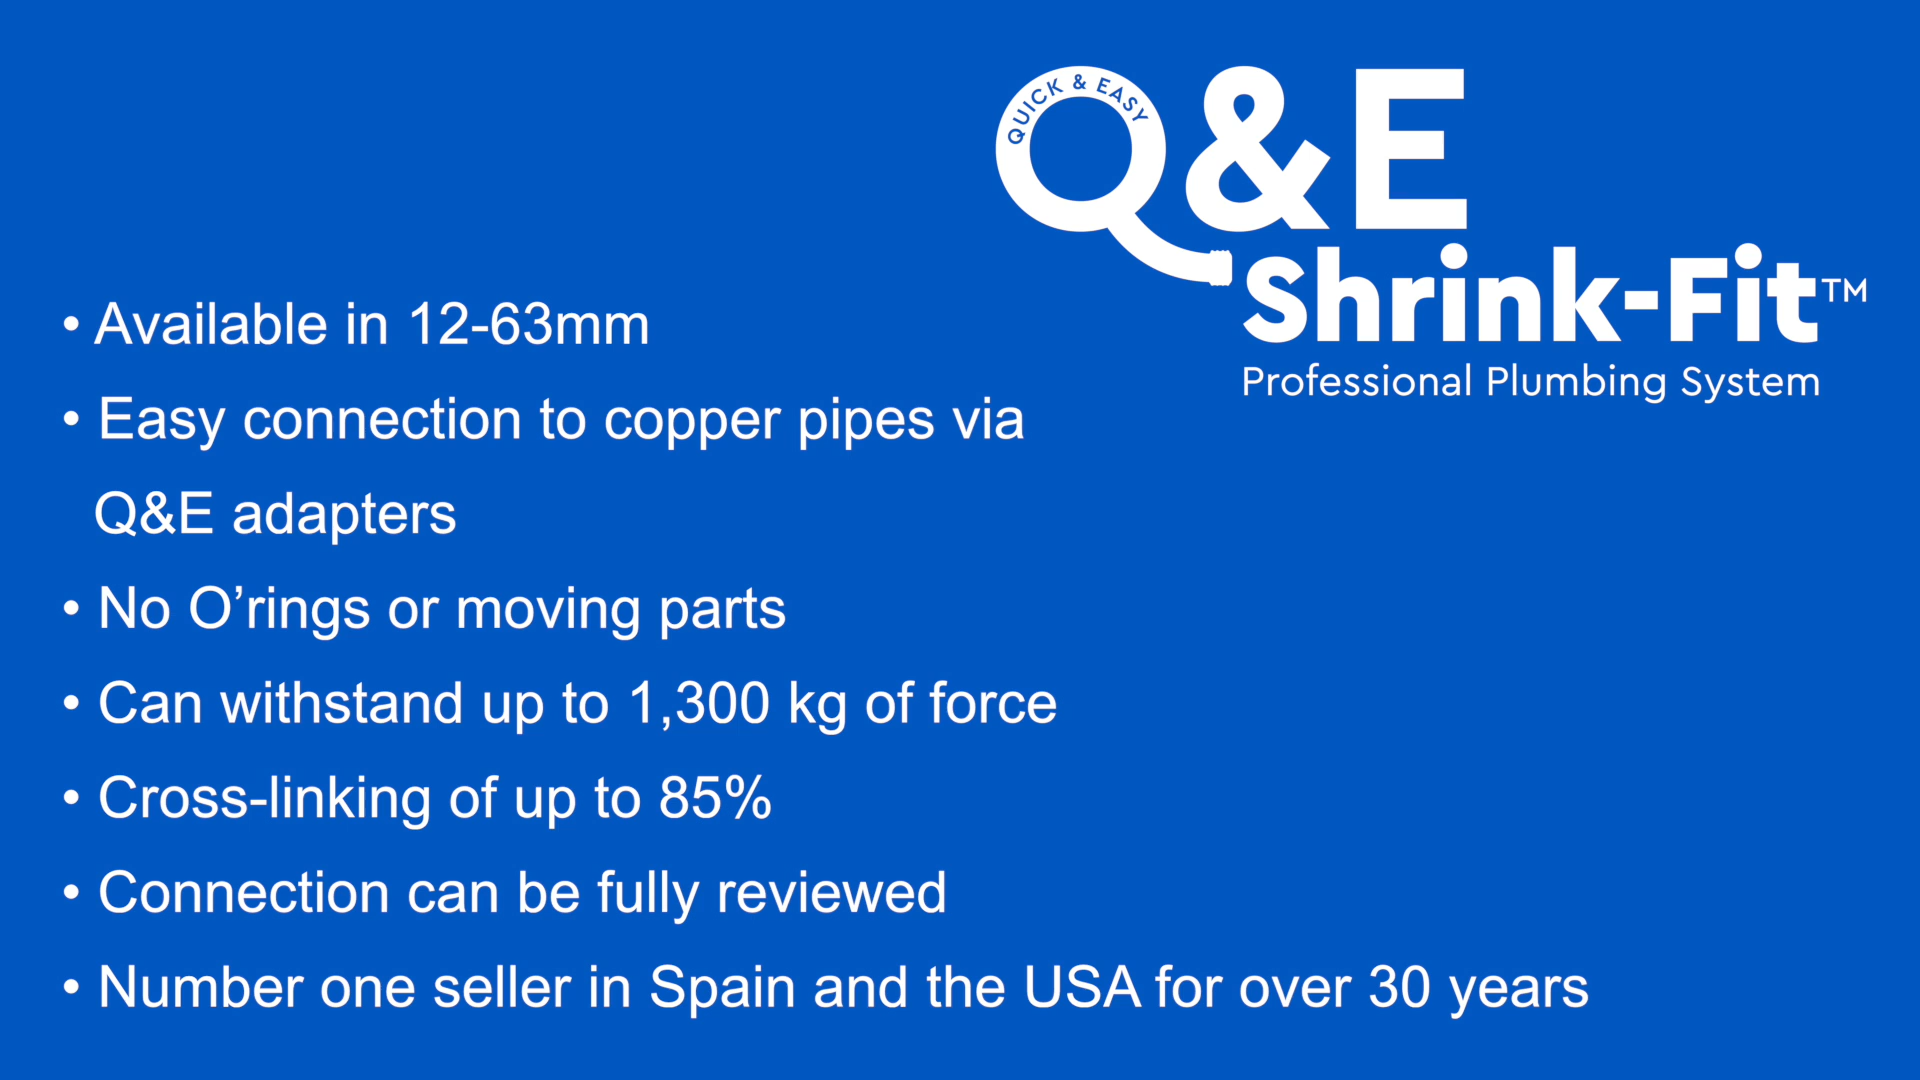 QUICK & EASY
Q&E
Shrink-Fit™
Professional Plumbing System
• Available in 12-63mm
• Easy connection to copper pipes via
Q&E adapters
• No O’rings or moving parts
• Can withstand up to 1,300 kg of force
• Cross-linking of up to 85%
• Connection can be fully reviewed
• Number one seller in Spain and the USA for over 30 years